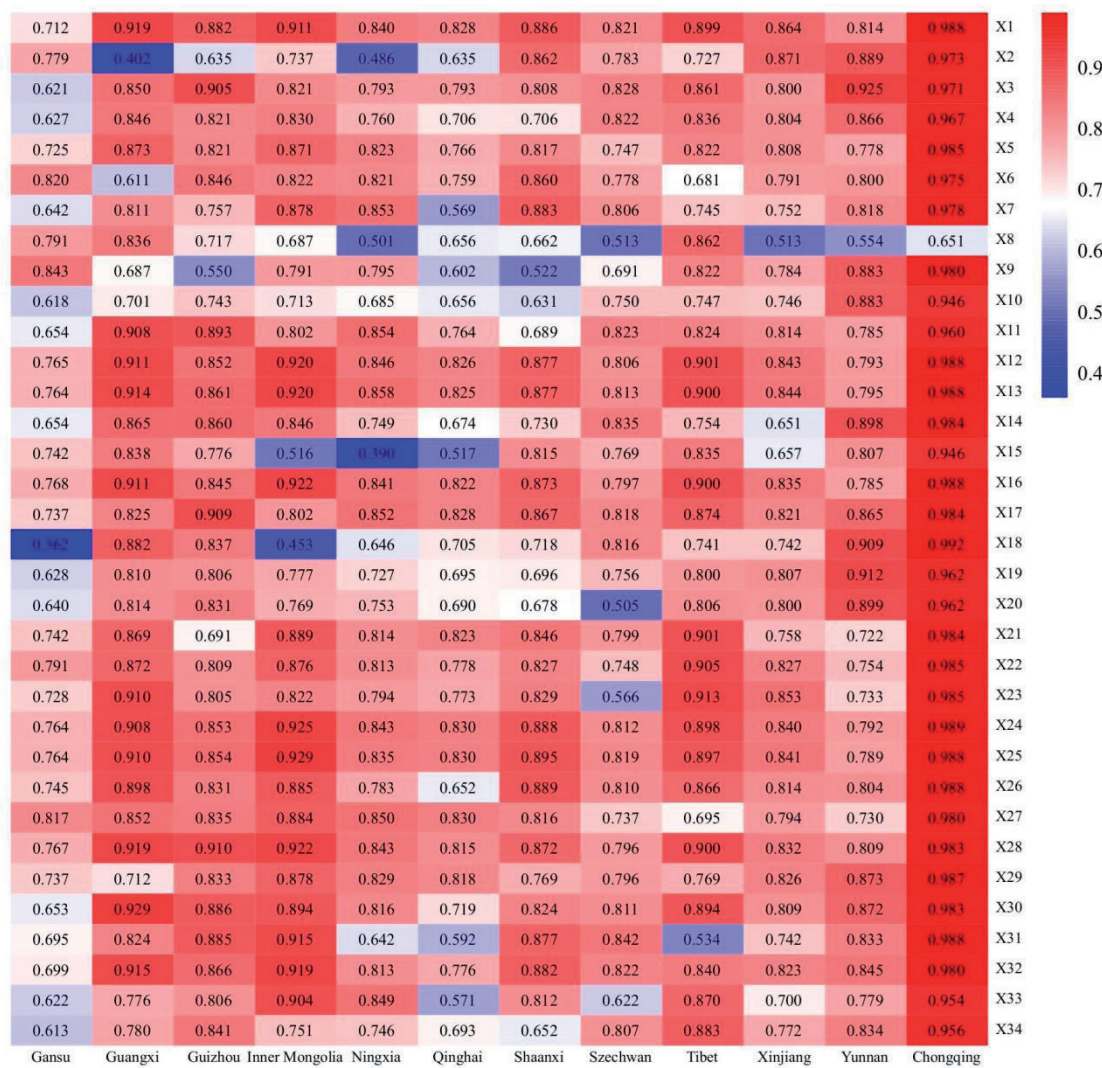 0.712 0.919 0.882 0.911 0.840 0.828 0.886 0.821 0.899 0.864 0.814 0.988 X1
0.779 0.402 0.635 0.737 0.486 0.635 0.862 0.783 0.727 0.871 0.889 0.973 X2
0.621 0.850 0.905 0.821 0.793 0.793 0.808 0.828 0.861 0.800 0.925 0.971 X3
0.627 0.846 0.821 0.830 0.760 0.706 0.706 0.822 0.836 0.804 0.866 0.967 X4
0.725 0.873 0.821 0.871 0.823 0.766 0.817 0.747 0.822 0.808 0.778 0.985 X5
0.820 0.611 0.846 0.822 0.821 0.759 0.860 0.778 0.681 0.791 0.800 0.975 X6
0.642 0.811 0.757 0.878 0.853 0.569 0.883 0.806 0.745 0.752 0.818 0.978 X7
0.791 0.836 0.717 0.687 0.501 0.656 0.662 0.513 0.862 0.513 0.554 0.651 X8
0.843 0.687 0.550 0.791 0.795 0.602 0.522 0.691 0.822 0.784 0.883 0.980 X9
0.618 0.701 0.743 0.713 0.685 0.656 0.631 0.750 0.747 0.746 0.883 0.946 X10
0.654 0.908 0.893 0.802 0.854 0.764 0.689 0.823 0.824 0.814 0.785 0.960 X11
0.765 0.911 0.852 0.920 0.846 0.826 0.877 0.806 0.901 0.843 0.793 0.988 X12
0.764 0.914 0.861 0.920 0.858 0.825 0.877 0.813 0.900 0.844 0.795 0.988 X13
0.654 0.865 0.860 0.846 0.749 0.674 0.730 0.835 0.754 0.651 0.898 0.984 X14
0.742 0.838 0.776 0.516 0.390 0.517 0.815 0.769 0.835 0.657 0.807 0.946 X15
0.768 0.911 0.845 0.922 0.841 0.822 0.873 0.797 0.900 0.835 0.785 0.988 X16
0.737 0.825 0.909 0.802 0.852 0.828 0.867 0.818 0.874 0.821 0.865 0.984 X17
0.362 0.882 0.837 0.453 0.646 0.705 0.718 0.816 0.741 0.742 0.909 0.992 X18
0.628 0.810 0.806 0.777 0.727 0.695 0.696 0.756 0.800 0.807 0.912 0.962 X19
0.640 0.814 0.831 0.769 0.753 0.690 0.678 0.505 0.806 0.800 0.899 0.962 X20
0.742 0.869 0.691 0.889 0.814 0.823 0.846 0.799 0.901 0.758 0.722 0.984 X21
0.791 0.872 0.809 0.876 0.813 0.778 0.827 0.748 0.905 0.827 0.754 0.985 X22
0.728 0.910 0.805 0.822 0.794 0.773 0.829 0.566 0.913 0.853 0.733 0.985 X23
0.764 0.908 0.853 0.925 0.843 0.830 0.888 0.812 0.898 0.840 0.792 0.989 X24
0.764 0.910 0.854 0.929 0.835 0.830 0.895 0.819 0.897 0.841 0.789 0.988 X25
0.745 0.898 0.831 0.885 0.783 0.652 0.889 0.810 0.866 0.814 0.804 0.988 X26
0.817 0.852 0.835 0.884 0.850 0.830 0.816 0.737 0.695 0.794 0.730 0.980 X27
0.767 0.919 0.910 0.922 0.843 0.815 0.872 0.796 0.900 0.832 0.809 0.983 X28
0.737 0.712 0.833 0.878 0.829 0.818 0.769 0.796 0.769 0.826 0.873 0.987 X29
0.653 0.929 0.886 0.894 0.816 0.719 0.824 0.811 0.894 0.809 0.872 0.983 X30
0.695 0.824 0.885 0.915 0.642 0.592 0.877 0.842 0.534 0.742 0.833 0.988 X31
0.699 0.915 0.866 0.919 0.813 0.776 0.882 0.822 0.840 0.823 0.845 0.980 X32
0.622 0.776 0.806 0.904 0.849 0.571 0.812 0.622 0.870 0.700 0.779 0.954 X33
0.613 0.780 0.841 0.751 0.746 0.693 0.652 0.807 0.883 0.772 0.834 0.956 X34
Gansu Guangxi Guizhou Inner Mongolia Ningxia Qinghai Shaanxi Szechwan Tibet Xinjiang Yunnan Chongqing
0.9
0.8
0.7
0.6
0.5
0.4